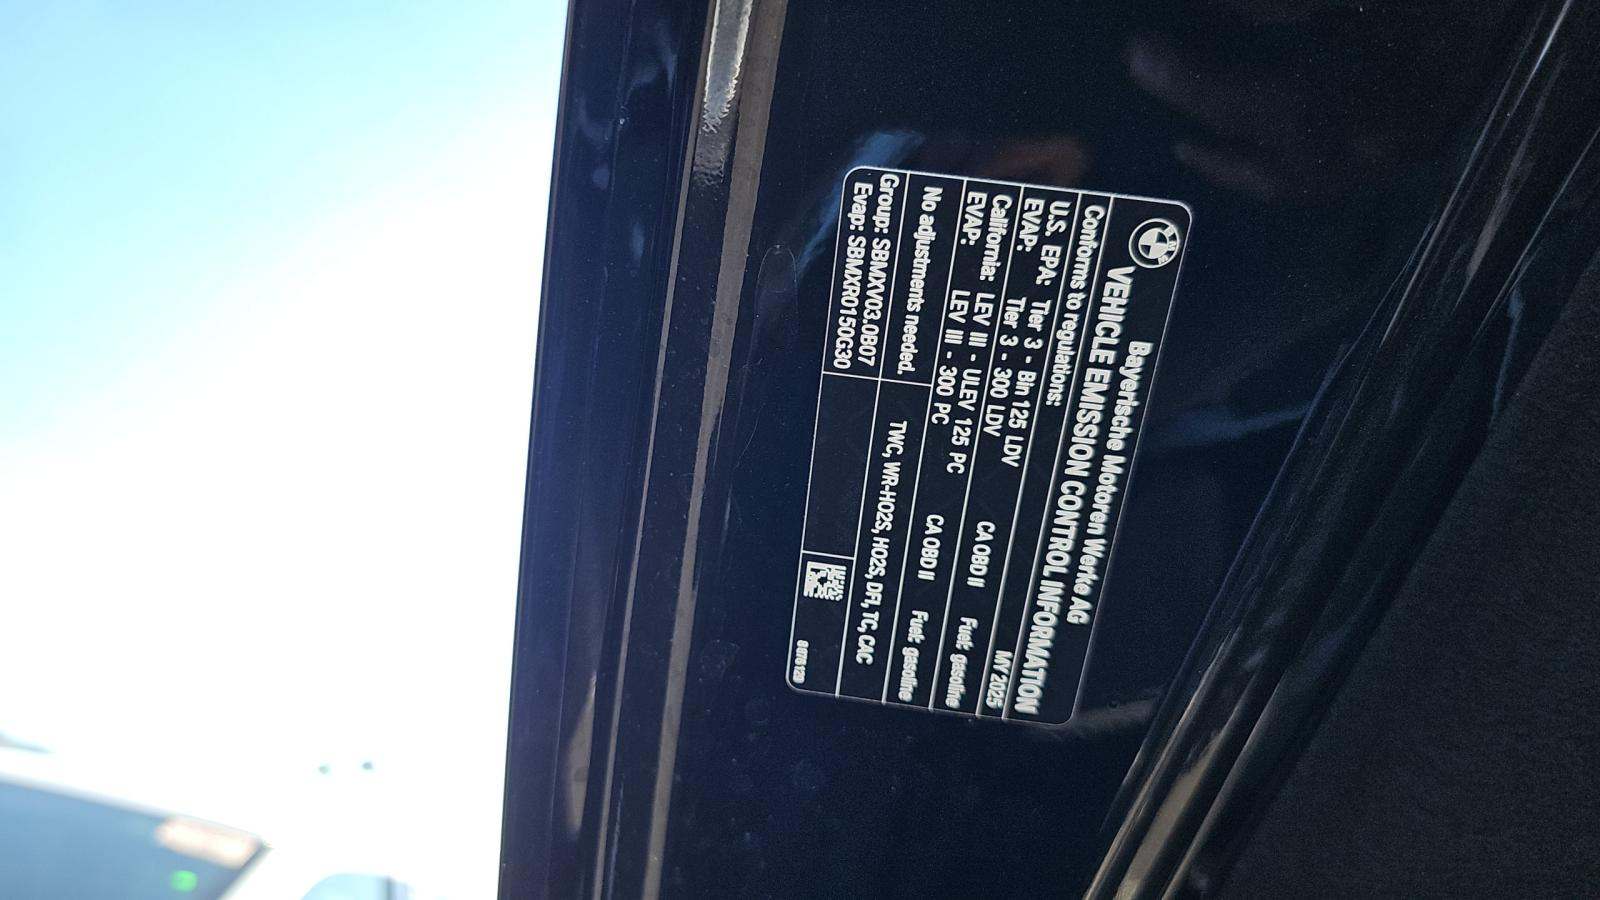 Bayerische Motoren Werke AG
VEHICLE EMISSION CONTROL INFORMATION
Conforms to regulations: MY 2025
U.S. EPA: Tier 3 - Bin 125 LDV CA OBD II Fuel: gasoline
EVAP: Tier 3 - 300 LDV
California: LEV III - ULEV 125 PC CA OBD II Fuel: gasoline
EVAP: LEV III - 300 PC
No adjustments needed. TWC, WR-HO2S, HO2S, DFI, TC, CAC
Group: SBMXV03.0B07
Evap: SBMXR0150G30